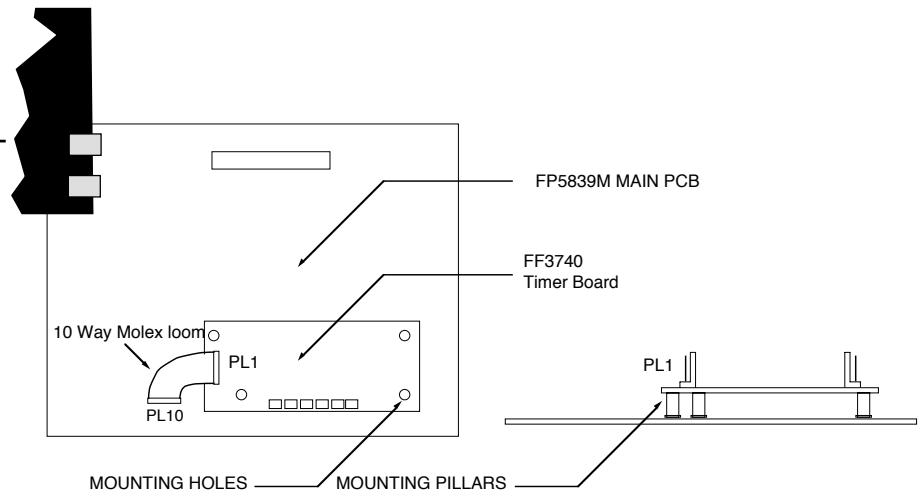 FP5839M MAIN PCB
FF3740
Timer Board
10 Way Molex loom
PL1
PL1
PL10
MOUNTING HOLES
MOUNTING PILLARS